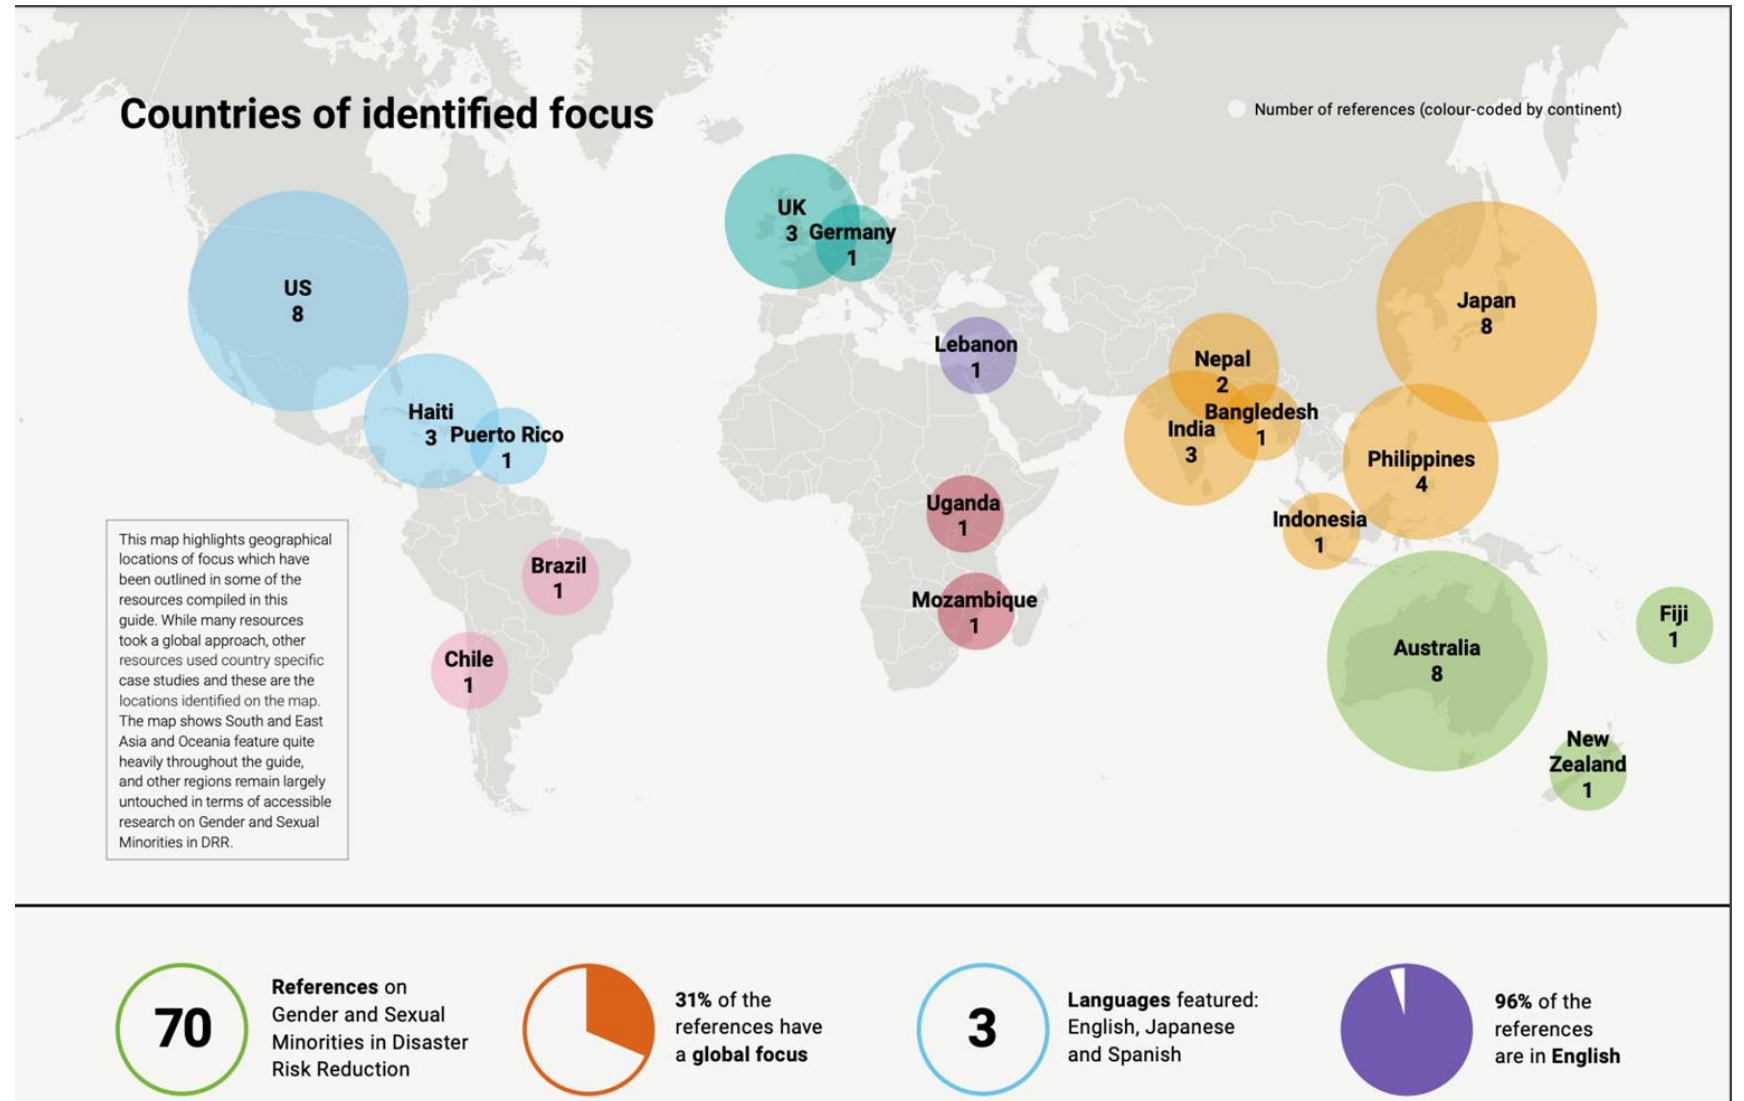 Countries of identified focus
Number of references (colour-coded by continent)
UK
3
Germany
1
US
8
Japan
8
Lebanon
1
Nepal
2
Haiti
3
Puerto Rico
1
Bangledesh
1
India
3
Philippines
4
Uganda
1
Indonesia
1
Brazil
1
Mozambique
1
Fiji
1
Chile
1
Australia
8
New
Zealand
1
This map highlights geographical
locations of focus which have
been outlined in some of the
resources compiled in this
guide. While many resources
took a global approach, other
resources used country specific
case studies and these are the
locations identified on the map.
The map shows South and East
Asia and Oceania feature quite
heavily throughout the guide,
and other regions remain largely
untouched in terms of accessible
research on Gender and Sexual
Minorities in DRR.
70
References on
Gender and Sexual
Minorities in Disaster
Risk Reduction
31% of the
references have
a global focus
3
Languages featured:
English, Japanese
and Spanish
96% of the
references
are in English